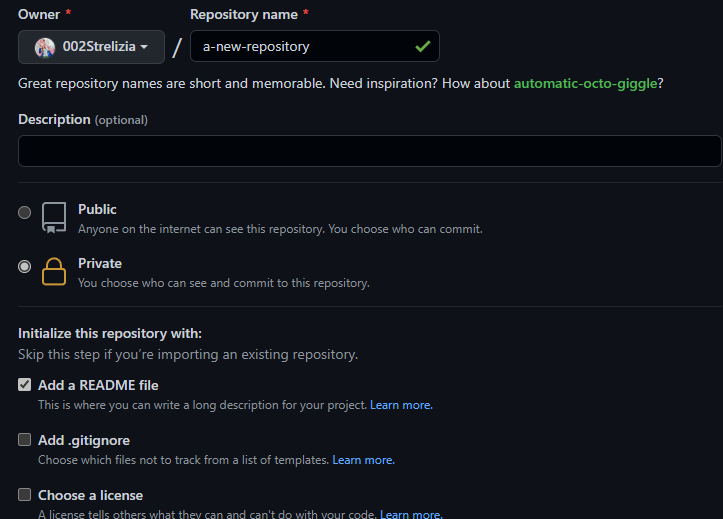 Owner * Repository name *
002Strelizia / a-new-repository
Great repository names are short and memorable. Need inspiration? How about automatic-octo-giggle?
Description (optional)
Public
Anyone on the internet can see this repository. You choose who can commit.
Private
You choose who can see and commit to this repository.
Initialize this repository with:
Skip this step if you're importing an existing repository.
Add a README file
This is where you can write a long description for your project. Learn more.
Add .gitignore
Choose which files not to track from a list of templates. Learn more.
Choose a license
A license tells others what they can and can't do with your code. Learn more.